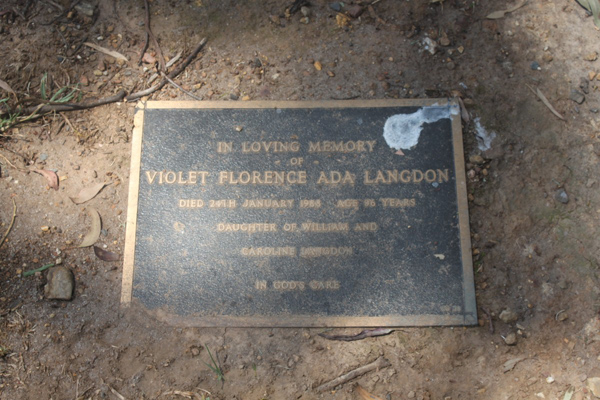 IN LOVING MEMORY
- OF -
VIOLET FLORENCE ADA LANGDON
DIED 24TH JANUARY AGE YEARS
DAUGHTER OF WILLIAM AND
CAROLINE LANGDON
IN GOD'S CARE